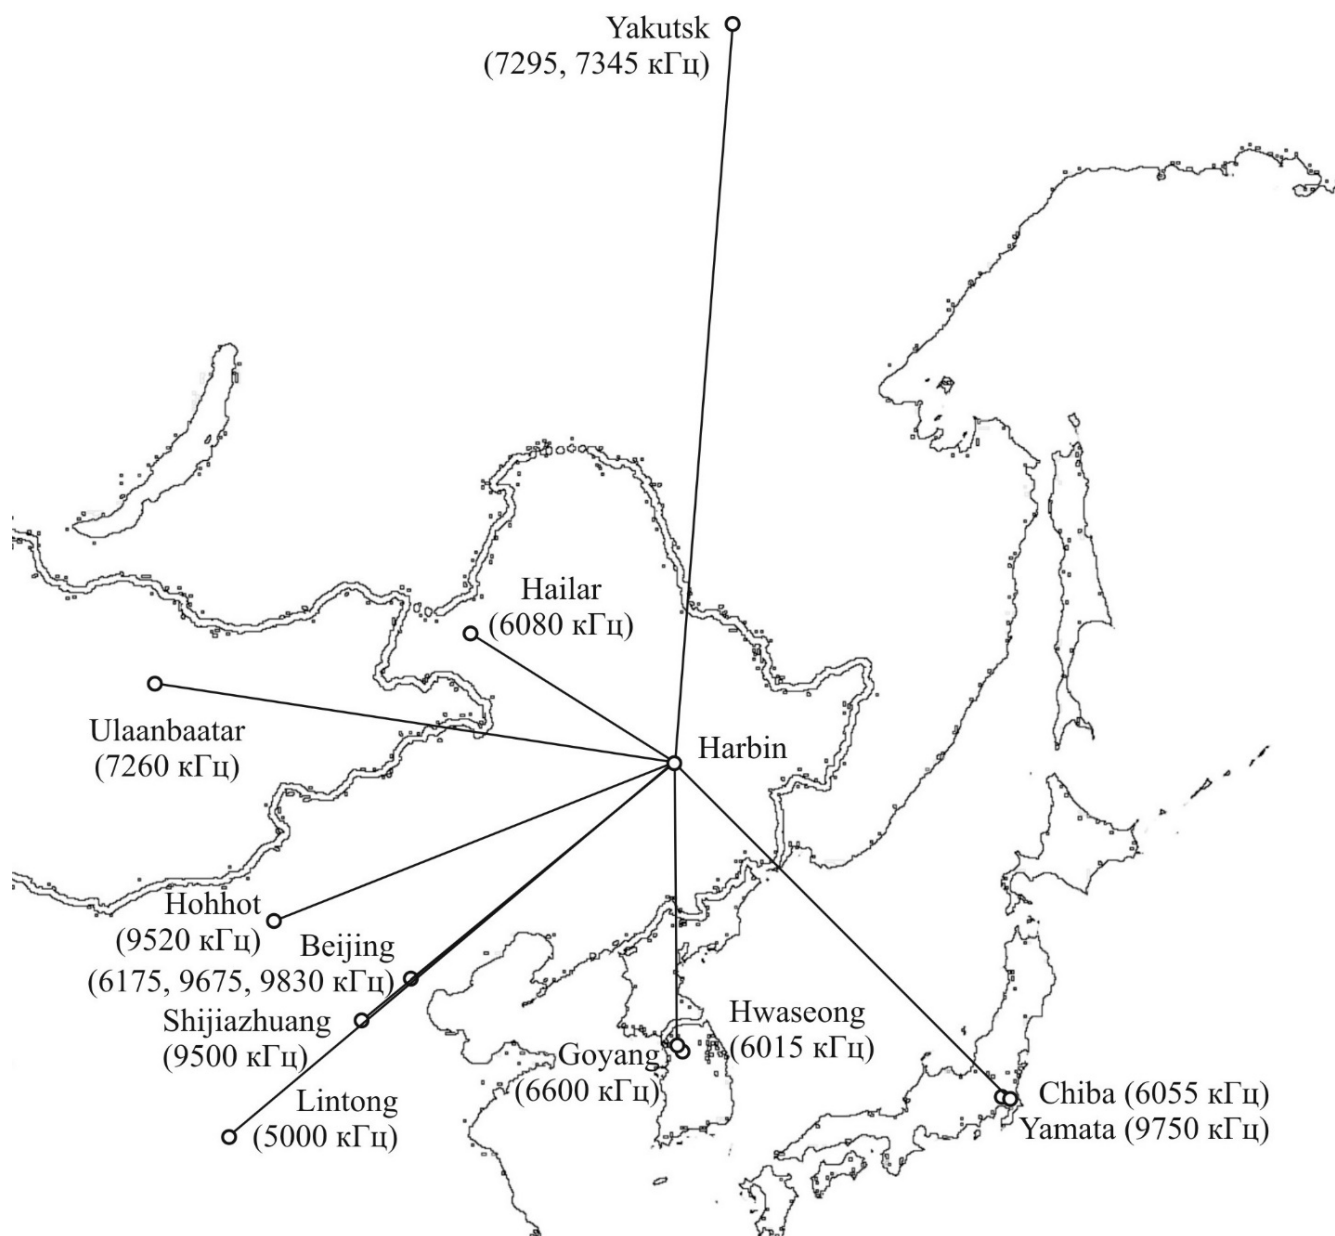 Yakutsk
(7295, 7345 кГц)
Hailar
(6080 кГц)
Ulaanbaatar
(7260 кГц)
Harbin
Hohhot
(9520 кГц)
Beijing
(6175, 9675, 9830 кГц)
Shijiazhuang
(9500 кГц)
Lintong
(5000 кГц)
Goyang
(6600 кГц)
Hwaseong
(6015 кГц)
Chiba (6055 кГц)
Yamata (9750 кГц)